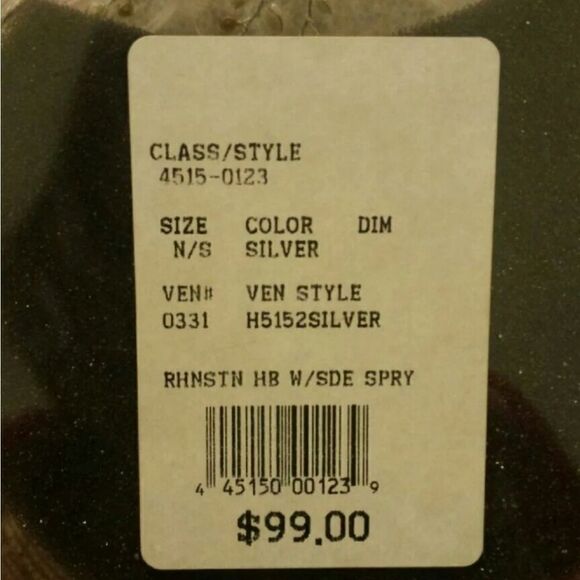 CLASS/STYLE
4515-0123
SIZE COLOR DIM
N/S SILVER
VEN# VEN STYLE
0331 H5152SILVER
RHNSTN HB W/SDE SPRY
4 45150 00123 9
$99.00